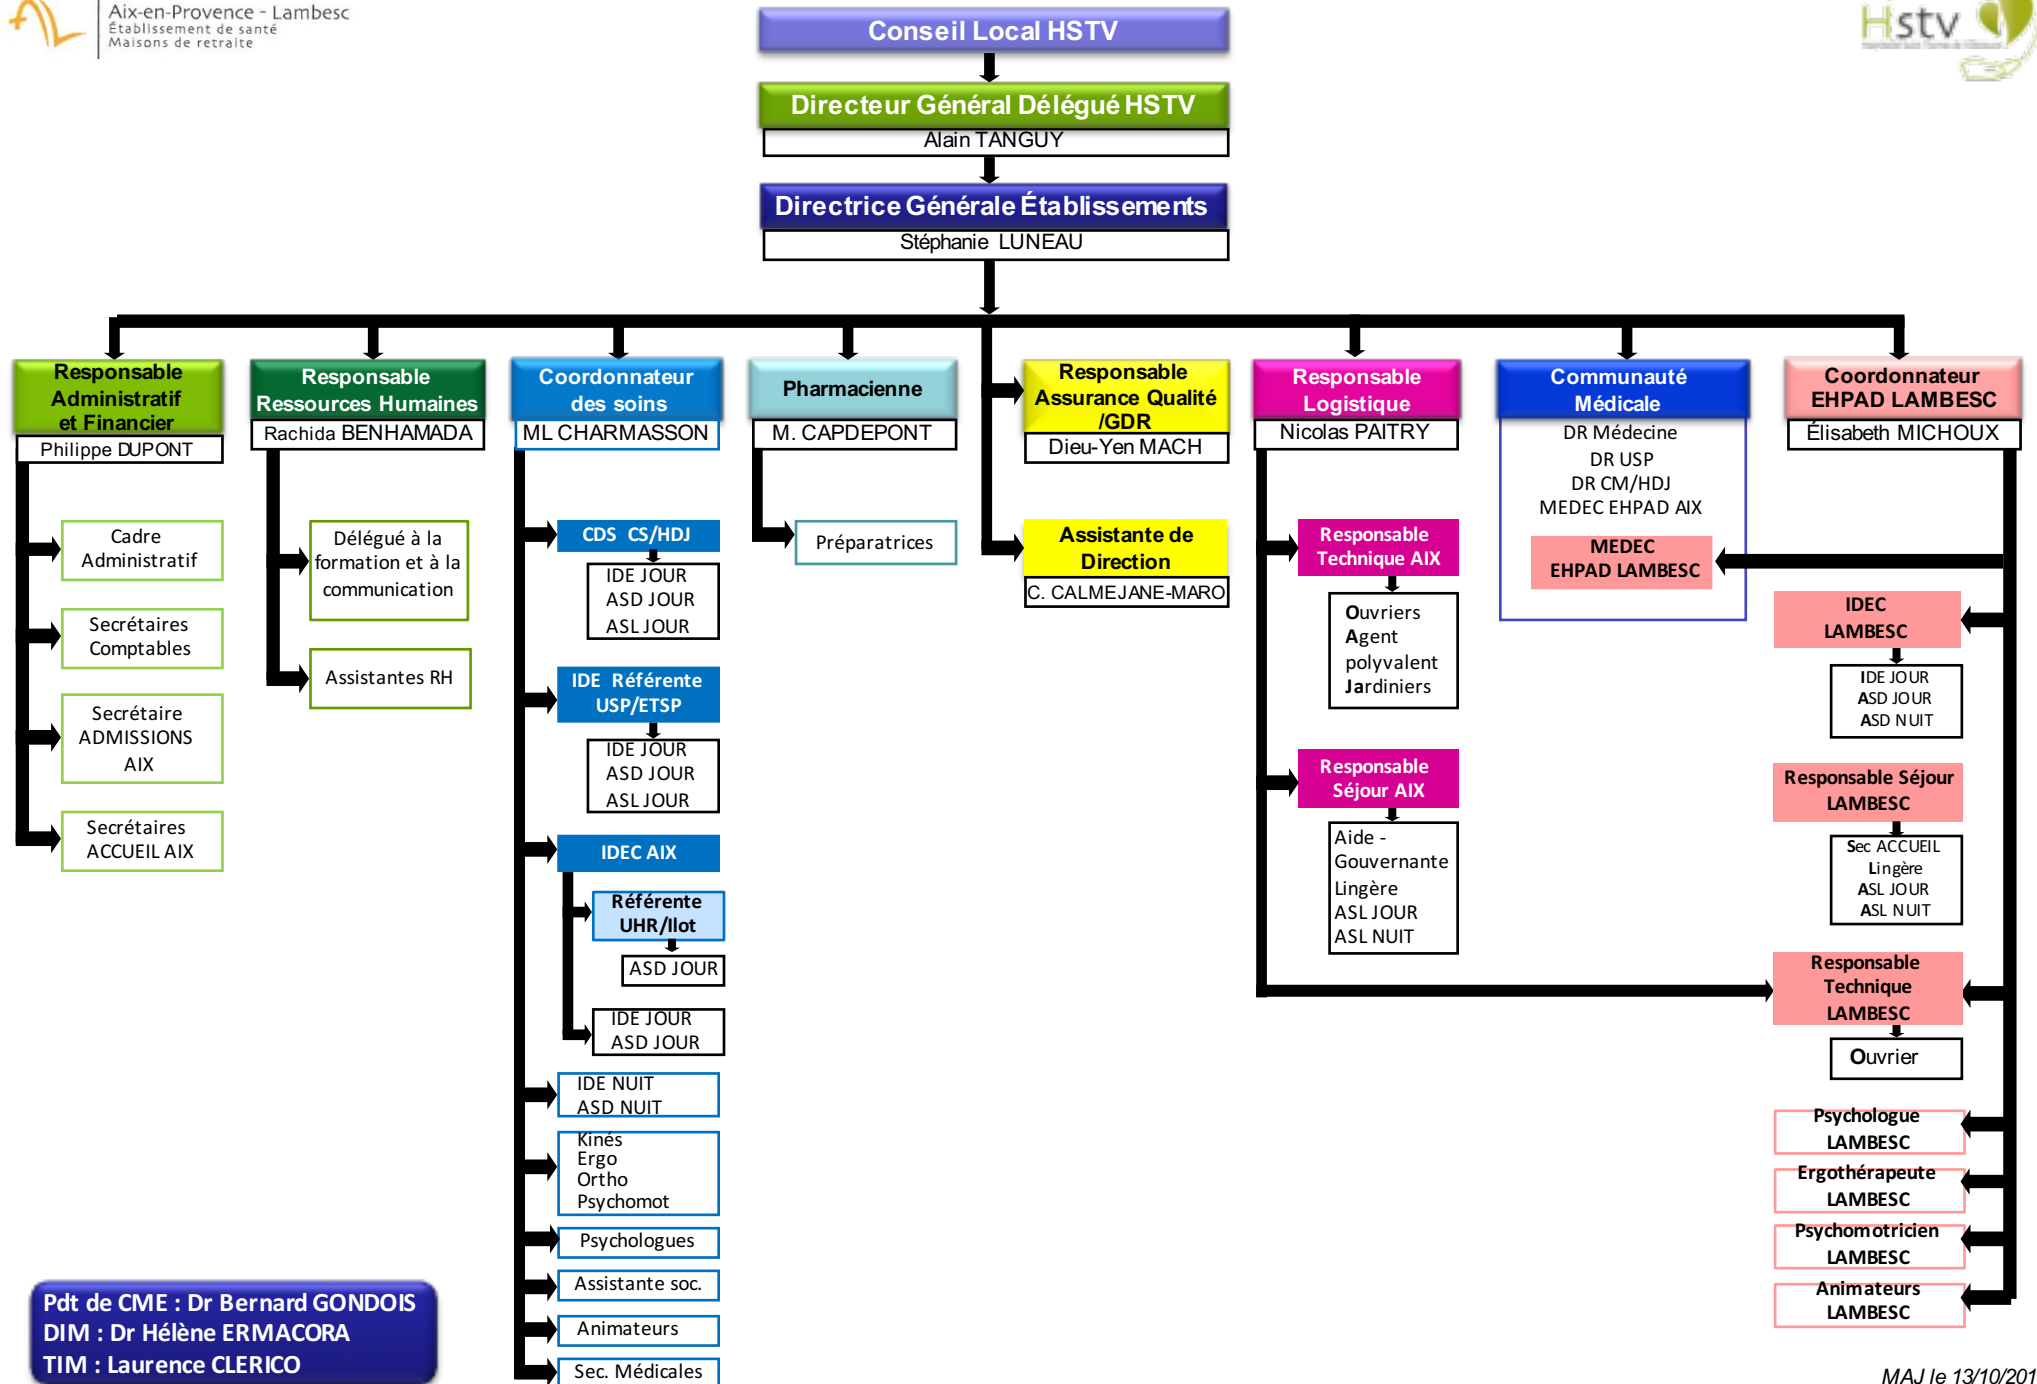 Aix-en-Provence - Lambesc
Établissement de santé
Maisons de retraite
Hstv
Conseil Local HSTV
Directeur Général Délégué HSTV
Alain TANGUY
Directrice Générale Établissements
Stéphanie LUNEAU
Responsable
Administratif
et Financier
Philippe DUPONT
Cadre
Administratif
Secrétaires
Comptables
Secrétaire
ADMISSIONS
AIX
Secrétaires
ACCUEIL AIX
Responsable
Ressources Humaines
Rachida BENHAMADA
Délégué à la
formation et à la
communication
Assistantes RH
Coordonnateur
des soins
ML CHARMASSON
CDS CS/HDJ
IDE JOUR
ASD JOUR
ASL JOUR
IDE Référente
USP/ETSP
IDE JOUR
ASD JOUR
ASL JOUR
IDEC AIX
Référente
UHR/Ilot
ASD JOUR
IDE JOUR
ASD JOUR
IDE NUIT
ASD NUIT
Kinés
Ergo
Ortho
Psychomot
Psychologues
Assistante soc.
Animateurs
Sec. Médicales
Pharmacienne
M. CAPDEPONT
Préparatrices
Responsable
Assurance Qualité
/GDR
Dieu-Yen MACH
Assistante de
Direction
C. CALMEJANE-MARO
Responsable
Logistique
Nicolas PAITRY
Responsable
Technique AIX
Ouvriers
Agent
polyvalent
Jardiniers
Responsable
Séjour AIX
Aide -
Gouvernante
Lingère
ASL JOUR
ASL NUIT
Communauté
Médicale
DR Médecine
DR USP
DR CM/HDJ
MEDEC EHPAD AIX
MEDEC
EHPAD LAMBESC
Coordonnateur
EHPAD LAMBESC
Élisabeth MICHOUX
IDEC
LAMBESC
IDE JOUR
ASD JOUR
ASD NUIT
Responsable Séjour
LAMBESC
Sec ACCUEIL
Lingère
ASL JOUR
ASL NUIT
Responsable
Technique
LAMBESC
Ouvrier
Psychologue
LAMBESC
Ergothérapeute
LAMBESC
Psychomotricien
LAMBESC
Animateurs
LAMBESC
Pdt de CME : Dr Bernard GONDOIS
DIM : Dr Hélène ERMACORA
TIM : Laurence CLERICO
MAJ le 13/10/201